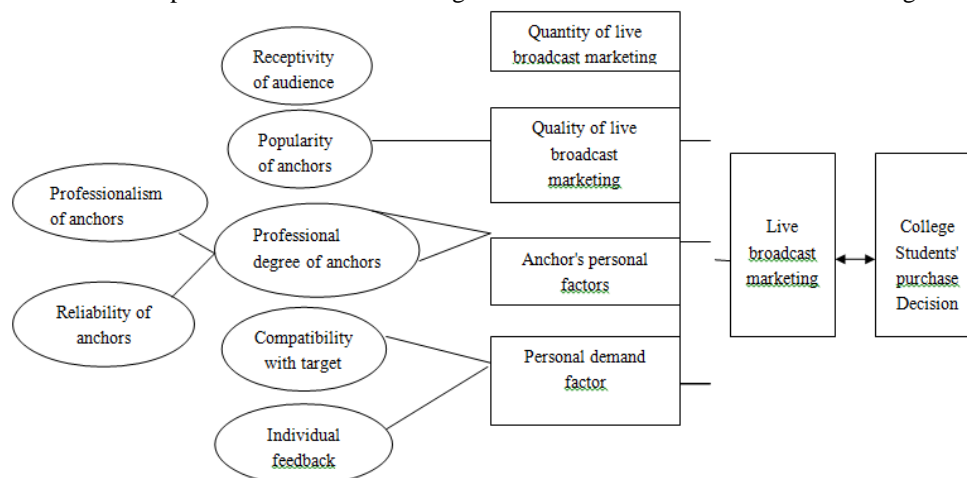 Quantity of live
broadcast marketing
Receptivity
of audience
Popularity
of anchors
Quality of live
broadcast
marketing
Professionalism
of anchors
Professional
degree of anchors
Live
broadcast
marketing
College
Students'
purchase
Decision
Anchor's personal
factors
Reliability of
anchors
Compatibility
with target
Personal demand
factor
Individual
feedback